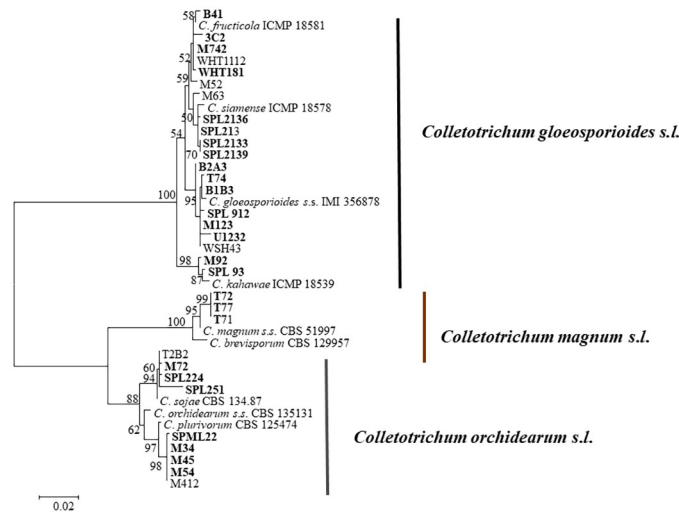 58
B41
C. fructicola ICMP 18581
3C2
M742
52
WHT1112
WHT181
59
M52
M63
C. siamense ICMP 18578
50
SPL2136
SPL213
54
SPL2133
70
SPL2139
B2A3
T74
B1B3
100
95
C. gloeosporioides s.s. IMI 356878
SPL 912
M123
U1232
WSH43
98
M92
SPL 93
87
C. kahawae ICMP 18539
Colletotrichum gloeosporioides s.l.
99
T72
T77
95
T71
100
C. magnum s.s. CBS 51997
C. brevisporum CBS 129957
Colletotrichum magnum s.l.
T2B2
60
M72
94
SPL224
SPL251
88
C. sojae CBS 134.87
C. orchidearum s.s. CBS 135131
62
C. plurivorum CBS 125474
SPML22
97
M34
M45
98
M54
M412
Colletotrichum orchidearum s.l.
0.02